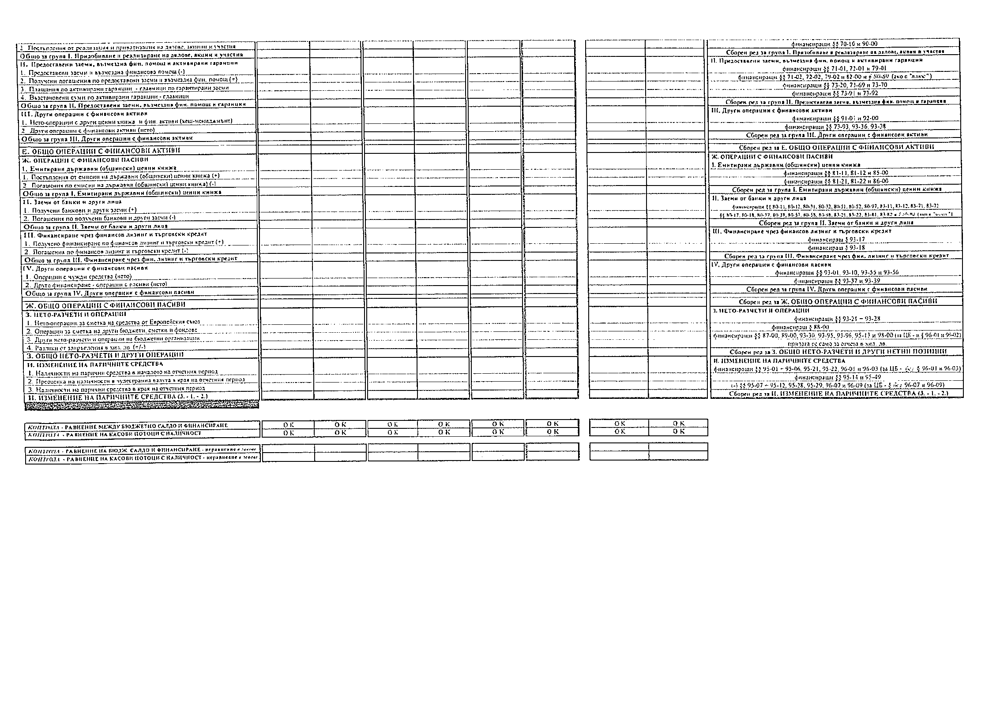 2. Постъпления от реализация и приватизация на дялове, акции и участия
финансиращи §§ 70-10 и 90-00
Общо за група I. Придобиване и реализиране на дялове, акции и участия
Сборен ред за група I. Придобиване и реализиране на дялове, акции и участия
II. Предоставени заеми, възмездна фин. помощ и активирани гаранции
II. Предоставени заеми, възмездна фин. помощ и активирани гаранции
1. Предоставени заеми и възмездна финансова помощ (-)
финансиращи §§ 71-01, 72-01 и 79-01
2. Получени погашения по предоставени заеми и възмездна фин. помощ (+)
финансиращи §§ 71-02, 72-02, 79-02 и 82-00 и § 80-80 (ако е "плюс")
3. Плащания по активирани гаранции - главници по гарантирани заеми
финансиращи §§ 73-20, 73-69 и 73-70
4. Възстановени суми по активирани гаранции - главници
финансиращи §§ 73-91 и 73-92
Общо за група II. Предоставени заеми, възмездна фин. помощ и гаранции
Сборен ред за група II. Предоставени заеми, възмездна фин. помощ и гаранции
III. Други операции с финансови активи
III. Други операции с финансови активи
1. Нето-операции с други ценни книжа и фин. активи (кеш-мениджмънт)
финансиращи §§ 91-01 и 92-00
2 Други операции с финансови активи (нето)
финансиращи §§ 73-93, 93-36, 93-38
Общо за група III. Други операции с финансови активи
Сборен ред за група III. Други операции с финансови активи
Е. ОБЩО ОПЕРАЦИИ С ФИНАНСОВИ АКТИВИ
Сборен ред за Е. ОБЩО ОПЕРАЦИИ С ФИНАНСОВИ АКТИВИ
Ж. ОПЕРАЦИИ С ФИНАНСОВИ ПАСИВИ
Ж. ОПЕРАЦИИ С ФИНАНСОВИ ПАСИВИ
I. Емитирани държавни (общински) ценни книжа
I. Емитирани държавни (общински) ценни книжа
1. Постъпления от емисии на държавни (общински) ценни книжа (+)
финансиращи §§ 81-11, 81-12 и 85-00
2 Погашения по емисии на държавни (общински) ценни книжа) (-)
финансиращи §§ 81-21, 81-22 и 86-00
Общо за група I. Емитирани държавни (общински) ценни книжа
Сборен ред за група I. Емитирани държавни (общински) ценни книжа
II. Заеми от банки и други лица
II. Заеми от банки и други лица
1. Получени банкови и други заеми (+)
финансиращи §§ 80-11, 80-12, 80-31, 80-32, 80-51, 80-52, 80-97, 83-11, 83-12, 83-71, 83-72
2. Погашения по получени банкови и други заеми (-)
§§ 80-17, 80-18, 80-37, 80-38, 80-57, 80-58, 80-98, 83-21, 83-22, 83-81, 83-82 и
Общо за група II. Заеми от банки и други лица
Сборен ред за група II. Заеми от банки и други лица
III. Финансиране чрез финансов лизинг и търговски кредит
III. Финансиране чрез финансов лизинг и търговски кредит
1. Получено финансиране по финансов лизинг и търговски кредит (+)
финансиращ § 93-17
2. Погашения по финансов лизинг и търговски кредит (-)
финансиращ § 93-18
Общо за група III. Финансиране чрез фин. лизинг и търговски кредит
Сборен ред за група III. Финансиране чрез фин. лизинг и търговски кредит
IV. Други операции с финансови пасиви
IV. Други операции с финансови пасиви
1. Операции с чужди средства (нето)
финансиращи §§ 93-01, 93-10, 93-55 и 93-56
2. Друго финансиране - операции с пасиви (нето)
финансиращи §§ 93-37 и 93-39
Общо за група IV. Други операции с финансови пасиви
Сборен ред за група IV. Други операции с финансови пасиви
Ж. ОБЩО ОПЕРАЦИИ С ФИНАНСОВИ ПАСИВИ
Сборен ред за Ж. ОБЩО ОПЕРАЦИИ С ФИНАНСОВИ ПАСИВИ
З. НЕТО-РАЗЧЕТИ И ОПЕРАЦИИ
З. НЕТО-РАЗЧЕТИ И ОПЕРАЦИИ
1. Нето-операции за сметка на средства от Европейския съюз
финансиращи §§ 93-21 ÷ 93-28
2. Операции за сметка на други бюджети, сметки и фондове
финансиращ § 88-00
3. Други нето-разчети и операции на бюджетни организации
финансиращи §§ 87-00, 89-00, 93-30, 93-95, 93-96, 95-13 и 98-00 (за ЦБ - и § 96-01 и 96-02)
4. Разлики от закръгления в хил. лв. (+/-)
прилага се само за отчета в хил. лв.
З. ОБЩО НЕТО-РАЗЧЕТИ И ДРУГИ ОПЕРАЦИИ
Сборен ред за З. ОБЩО НЕТО-РАЗЧЕТИ И ДРУГИ НЕТНИ ПОЗИЦИИ
И. ИЗМЕНЕНИЕ НА ПАРИЧНИТЕ СРЕДСТВА
И. ИЗМЕНЕНИЕ НА ПАРИЧНИТЕ СРЕДСТВА
1. Наличности на парични средства в началото на отчетния период
финансиращи §§ 95-01 ÷ 95-06, 95-21, 95-22, 96-01 и 96-03 (за ЦБ - без § 96-01 и 96-03)
2. Преоценка на наличности в чуждестранна валута в края на отчетния период
финансиращи §§ 95-14 и 95-49
3. Наличности на парични средства в края на отчетния период
(-) §§ 95-07 ÷ 95-12, 95-28, 95-29, 96-07 и 96-09 (за ЦБ - § без 96-07 и 96-09)
И. ИЗМЕНЕНИЕ НА ПАРИЧНИТЕ СРЕДСТВА (3. - 1. - 2.)
Сборен ред за И. ИЗМЕНЕНИЕ НА ПАРИЧНИТЕ СРЕДСТВА (3. - 1. - 2.)
КОНТРОЛА - РАВНЕНИЕ МЕЖДУ БЮДЖЕТНО САЛДО И ФИНАНСИРАНЕ O K O K O K O K O K O K O K O K
КОНТРОЛА - РАВНЕНИЕ НА КАСОВИ ПОТОЦИ С НАЛИЧНОСТ O K O K O K O K O K O K O K O K
КОНТРОЛА - РАВНЕНИЕ НА БЮДЖ. САЛДО И ФИНАНСИРАНЕ - неравнение в левове
КОНТРОЛА - РАВНЕНИЕ НА КАСОВИ ПОТОЦИ С НАЛИЧНОСТ - неравнение в левове